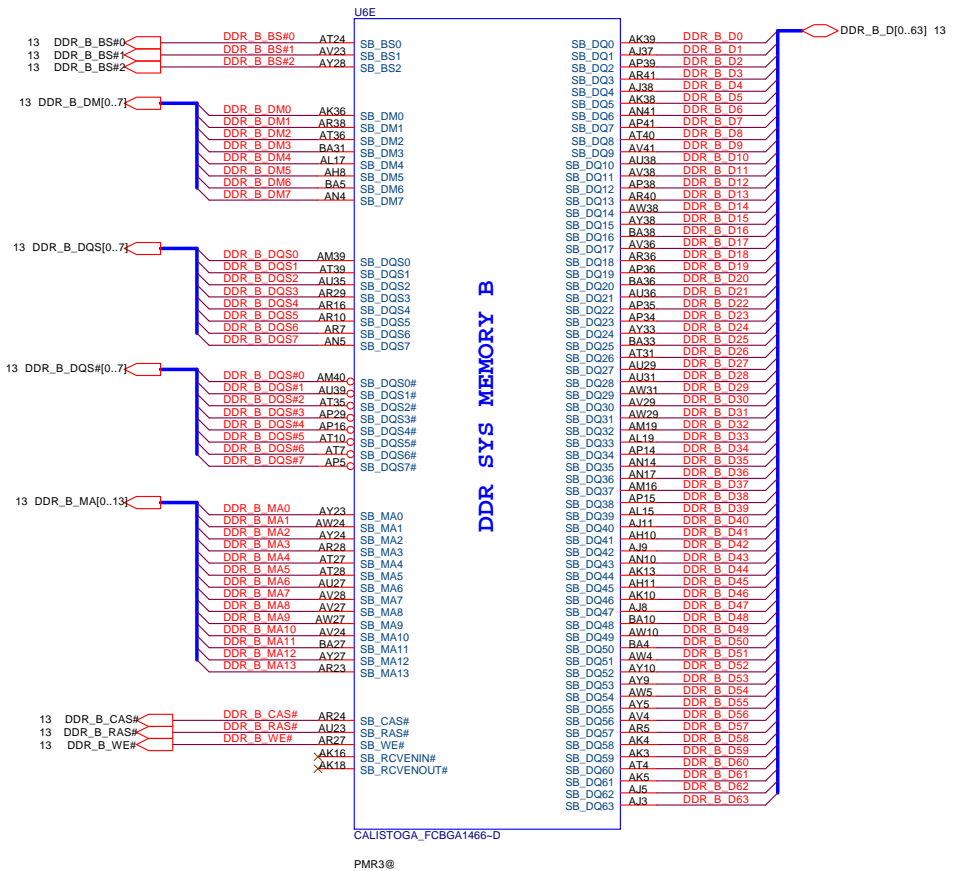 U6E
13 DDR_B_BS#0 DDR_B_BS#0 AT24 SB_BS0
13 DDR_B_BS#1 DDR_B_BS#1 AV23 SB_BS1
13 DDR_B_BS#2 DDR_B_BS#2 AY28 SB_BS2
13 DDR_B_DM[0..7]
DDR_B_DM0 AK36 SB_DM0
DDR_B_DM1 AR38 SB_DM1
DDR_B_DM2 AT36 SB_DM2
DDR_B_DM3 BA31 SB_DM3
DDR_B_DM4 AL17 SB_DM4
DDR_B_DM5 AH8 SB_DM5
DDR_B_DM6 BA5 SB_DM6
DDR_B_DM7 AN4 SB_DM7
13 DDR_B_DQS[0..7]
DDR_B_DQS0 AM39 SB_DQS0
DDR_B_DQS1 AT39 SB_DQS1
DDR_B_DQS2 AU35 SB_DQS2
DDR_B_DQS3 AR29 SB_DQS3
DDR_B_DQS4 AR16 SB_DQS4
DDR_B_DQS5 AR10 SB_DQS5
DDR_B_DQS6 AR7 SB_DQS6
DDR_B_DQS7 AN5 SB_DQS7
13 DDR_B_DQS#[0..7]
DDR_B_DQS#0 AM40 SB_DQS0#
DDR_B_DQS#1 AU39 SB_DQS1#
DDR_B_DQS#2 AT35 SB_DQS2#
DDR_B_DQS#3 AP29 SB_DQS3#
DDR_B_DQS#4 AP16 SB_DQS4#
DDR_B_DQS#5 AT10 SB_DQS5#
DDR_B_DQS#6 AT7 SB_DQS6#
DDR_B_DQS#7 AP5 SB_DQS7#
13 DDR_B_MA[0..13]
DDR_B_MA0 AY23 SB_MA0
DDR_B_MA1 AW24 SB_MA1
DDR_B_MA2 AY24 SB_MA2
DDR_B_MA3 AR28 SB_MA3
DDR_B_MA4 AT27 SB_MA4
DDR_B_MA5 AT28 SB_MA5
DDR_B_MA6 AU27 SB_MA6
DDR_B_MA7 AV28 SB_MA7
DDR_B_MA8 AV27 SB_MA8
DDR_B_MA9 AW27 SB_MA9
DDR_B_MA10 AV24 SB_MA10
DDR_B_MA11 BA27 SB_MA11
DDR_B_MA12 AY27 SB_MA12
DDR_B_MA13 AR23 SB_MA13
13 DDR_B_CAS# DDR_B_CAS# AR24 SB_CAS#
13 DDR_B_RAS# DDR_B_RAS# AU23 SB_RAS#
13 DDR_B_WE# DDR_B_WE# AR27 SB_WE#
AK16 SB_RCVENIN#
AK18 SB_RCVENOUT#
DDR SYS MEMORY B
DDR_B_D[0..63] 13
SB_DQ0 AK39 DDR_B_D0
SB_DQ1 AJ37 DDR_B_D1
SB_DQ2 AP39 DDR_B_D2
SB_DQ3 AR41 DDR_B_D3
SB_DQ4 AJ38 DDR_B_D4
SB_DQ5 AK38 DDR_B_D5
SB_DQ6 AN41 DDR_B_D6
SB_DQ7 AP41 DDR_B_D7
SB_DQ8 AT40 DDR_B_D8
SB_DQ9 AV41 DDR_B_D9
SB_DQ10 AU38 DDR_B_D10
SB_DQ11 AV38 DDR_B_D11
SB_DQ12 AP38 DDR_B_D12
SB_DQ13 AR40 DDR_B_D13
SB_DQ14 AW38 DDR_B_D14
SB_DQ15 AY38 DDR_B_D15
SB_DQ16 BA38 DDR_B_D16
SB_DQ17 AV36 DDR_B_D17
SB_DQ18 AR36 DDR_B_D18
SB_DQ19 AP36 DDR_B_D19
SB_DQ20 BA36 DDR_B_D20
SB_DQ21 AU36 DDR_B_D21
SB_DQ22 AP35 DDR_B_D22
SB_DQ23 AP34 DDR_B_D23
SB_DQ24 AY33 DDR_B_D24
SB_DQ25 BA33 DDR_B_D25
SB_DQ26 AT31 DDR_B_D26
SB_DQ27 AU29 DDR_B_D27
SB_DQ28 AU31 DDR_B_D28
SB_DQ29 AW31 DDR_B_D29
SB_DQ30 AV29 DDR_B_D30
SB_DQ31 AW29 DDR_B_D31
SB_DQ32 AM19 DDR_B_D32
SB_DQ33 AL19 DDR_B_D33
SB_DQ34 AP14 DDR_B_D34
SB_DQ35 AN14 DDR_B_D35
SB_DQ36 AN17 DDR_B_D36
SB_DQ37 AM16 DDR_B_D37
SB_DQ38 AP15 DDR_B_D38
SB_DQ39 AL15 DDR_B_D39
SB_DQ40 AJ11 DDR_B_D40
SB_DQ41 AH10 DDR_B_D41
SB_DQ42 AJ9 DDR_B_D42
SB_DQ43 AN10 DDR_B_D43
SB_DQ44 AK13 DDR_B_D44
SB_DQ45 AH11 DDR_B_D45
SB_DQ46 AK10 DDR_B_D46
SB_DQ47 AJ8 DDR_B_D47
SB_DQ48 BA10 DDR_B_D48
SB_DQ49 AW10 DDR_B_D49
SB_DQ50 BA4 DDR_B_D50
SB_DQ51 AW4 DDR_B_D51
SB_DQ52 AY10 DDR_B_D52
SB_DQ53 AY9 DDR_B_D53
SB_DQ54 AW5 DDR_B_D54
SB_DQ55 AY5 DDR_B_D55
SB_DQ56 AV4 DDR_B_D56
SB_DQ57 AR5 DDR_B_D57
SB_DQ58 AK4 DDR_B_D58
SB_DQ59 AK3 DDR_B_D59
SB_DQ60 AT4 DDR_B_D60
SB_DQ61 AK5 DDR_B_D61
SB_DQ62 AJ5 DDR_B_D62
SB_DQ63 AJ3 DDR_B_D63
CALISTOGA_FCBGA1466~D
PMR3@